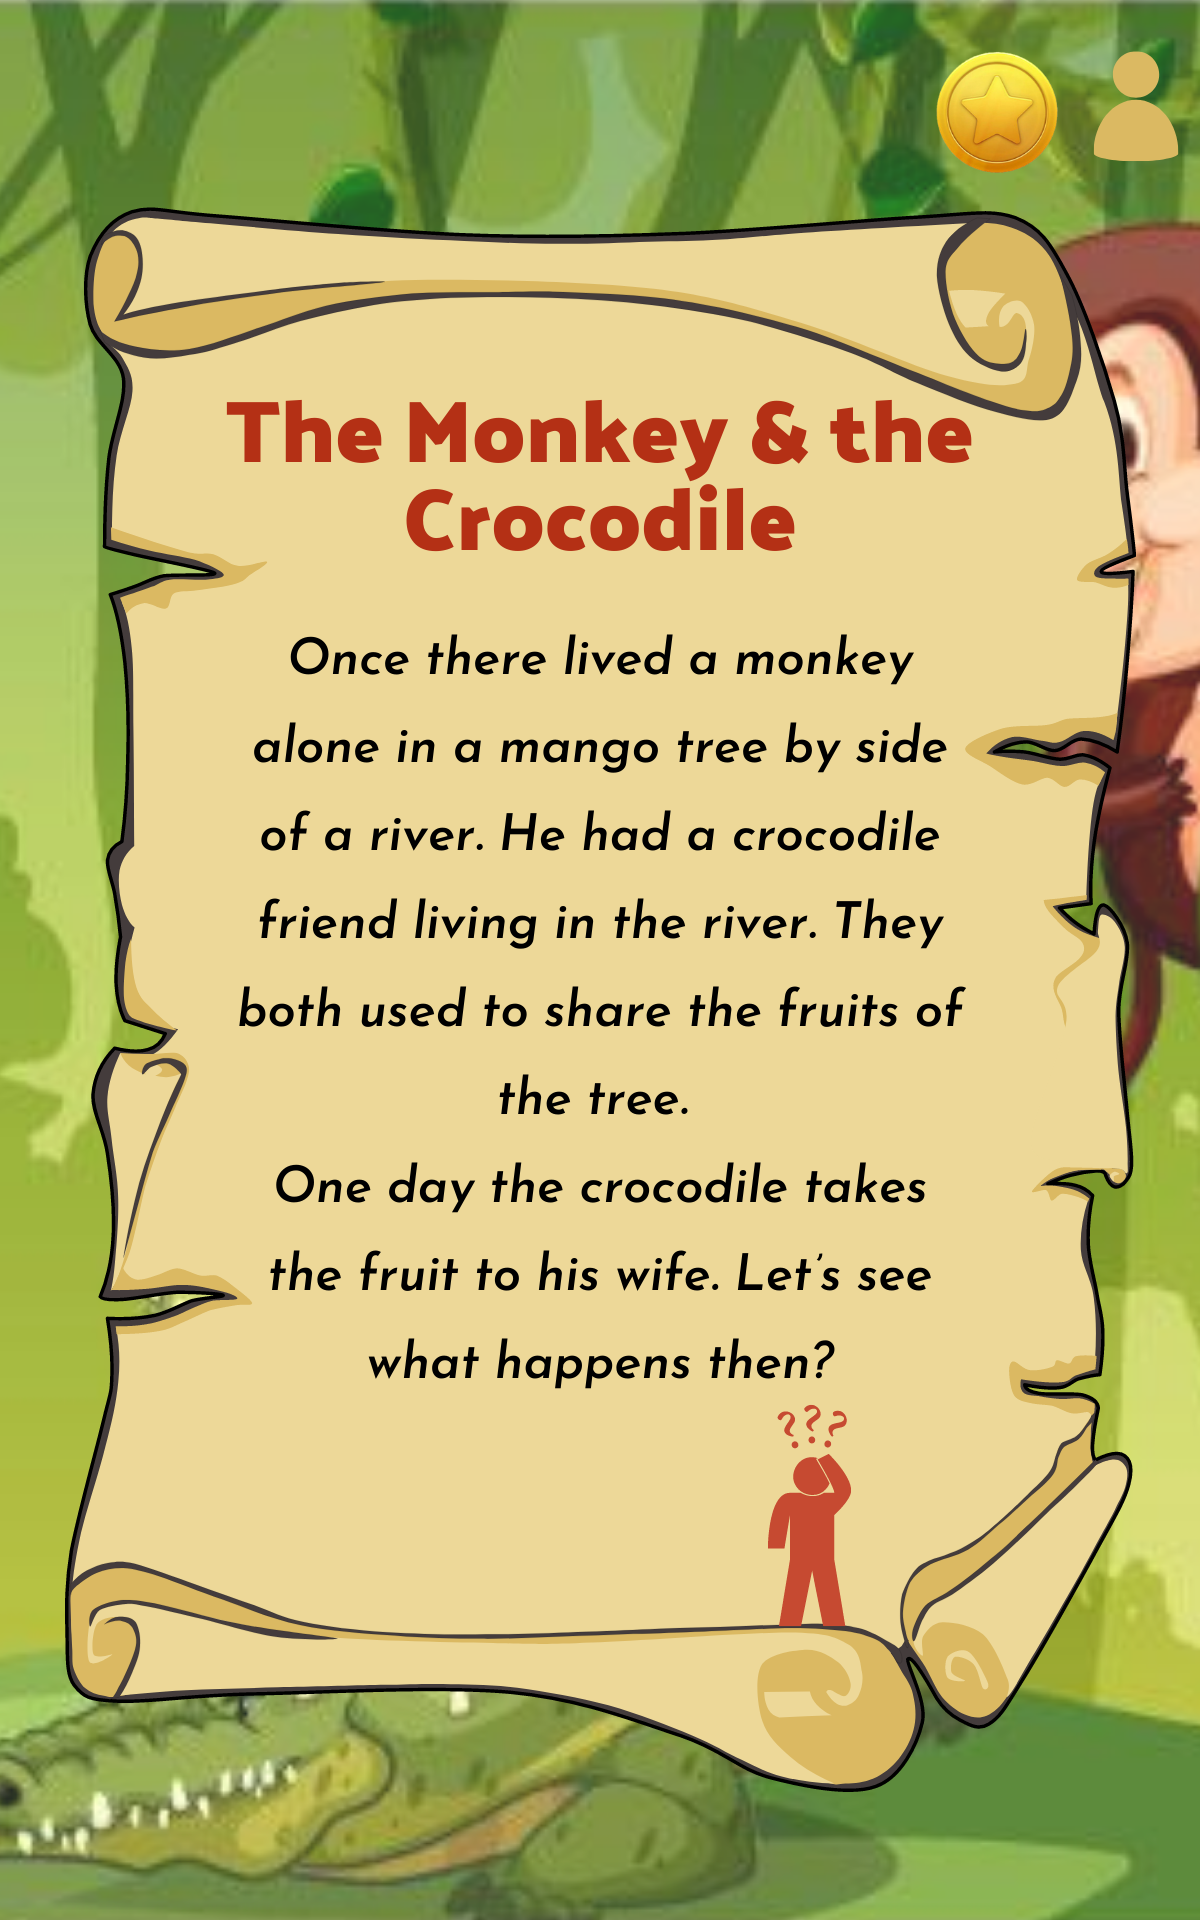 The Monkey & the
Crocodile
Once there lived a monkey
alone in a mango tree by side
of a river. He had a crocodile
friend living in the river. They
both used to share the fruits of
the tree.
One day the crocodile takes
the fruit to his wife. Let's see
what happens then?
???